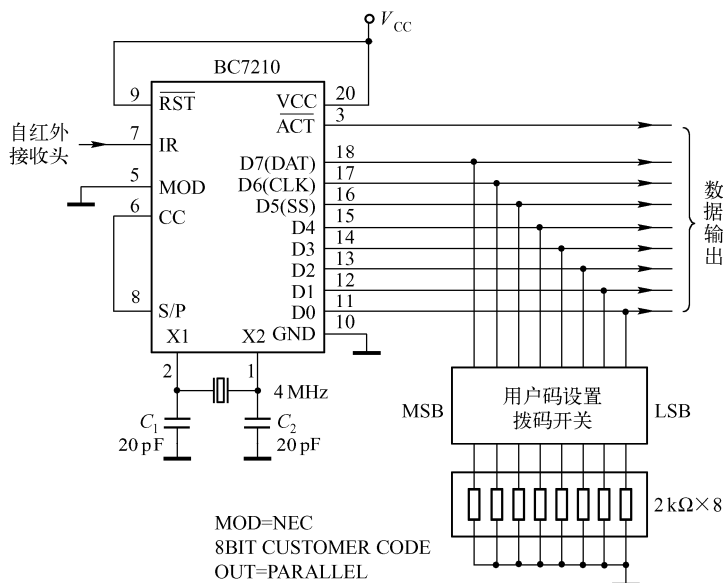 V_CC
BC7210
9
RST
VCC
20
ACT
3
自红外
接收头
7
IR
D7(DAT)
18
5
MOD
D6(CLK)
17
6
CC
D5(SS)
16
D4
15
D3
14
D2
13
D1
12
8
S/P
D0
11
X1
X2
GND
10
2
1
4 MHz
C₁
20 pF
C₂
20 pF
数据输出
MSB
用户码设置
拨码开关
LSB
2 kΩ×8
MOD=NEC
8BIT CUSTOMER CODE
OUT=PARALLEL